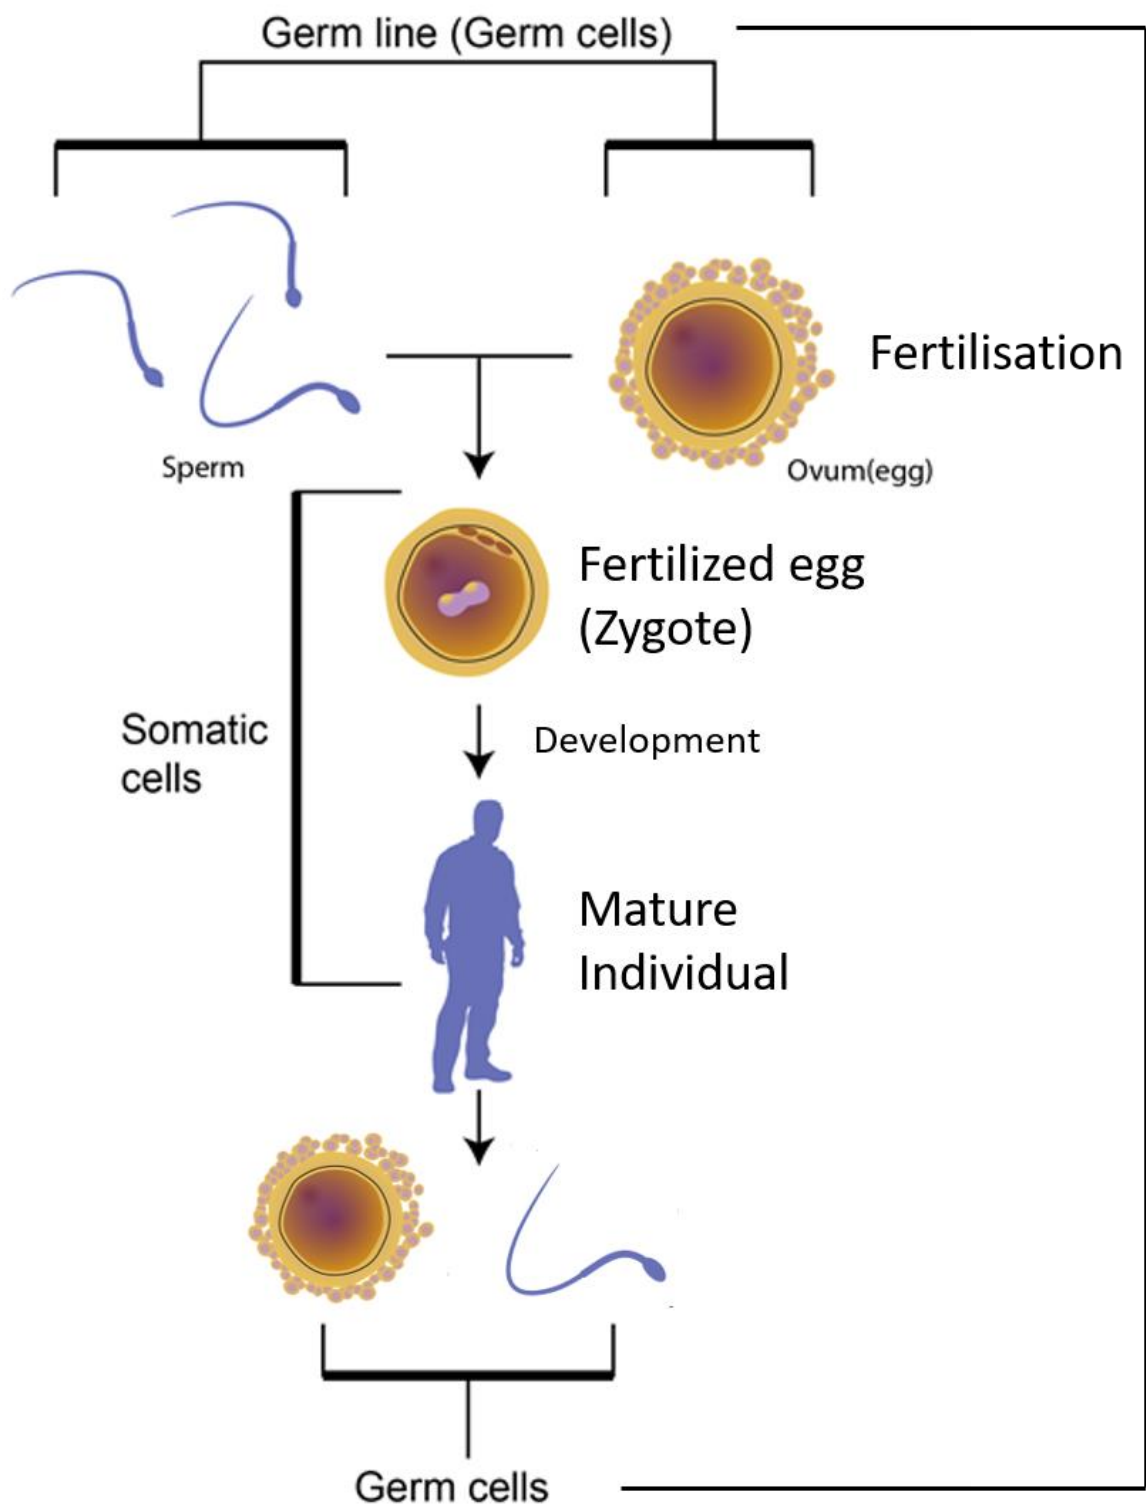 Germ line (Germ cells)
Fertilisation
Sperm
Ovum(egg)
Fertilized egg
(Zygote)
Somatic
cells
Development
Mature
Individual
Germ cells